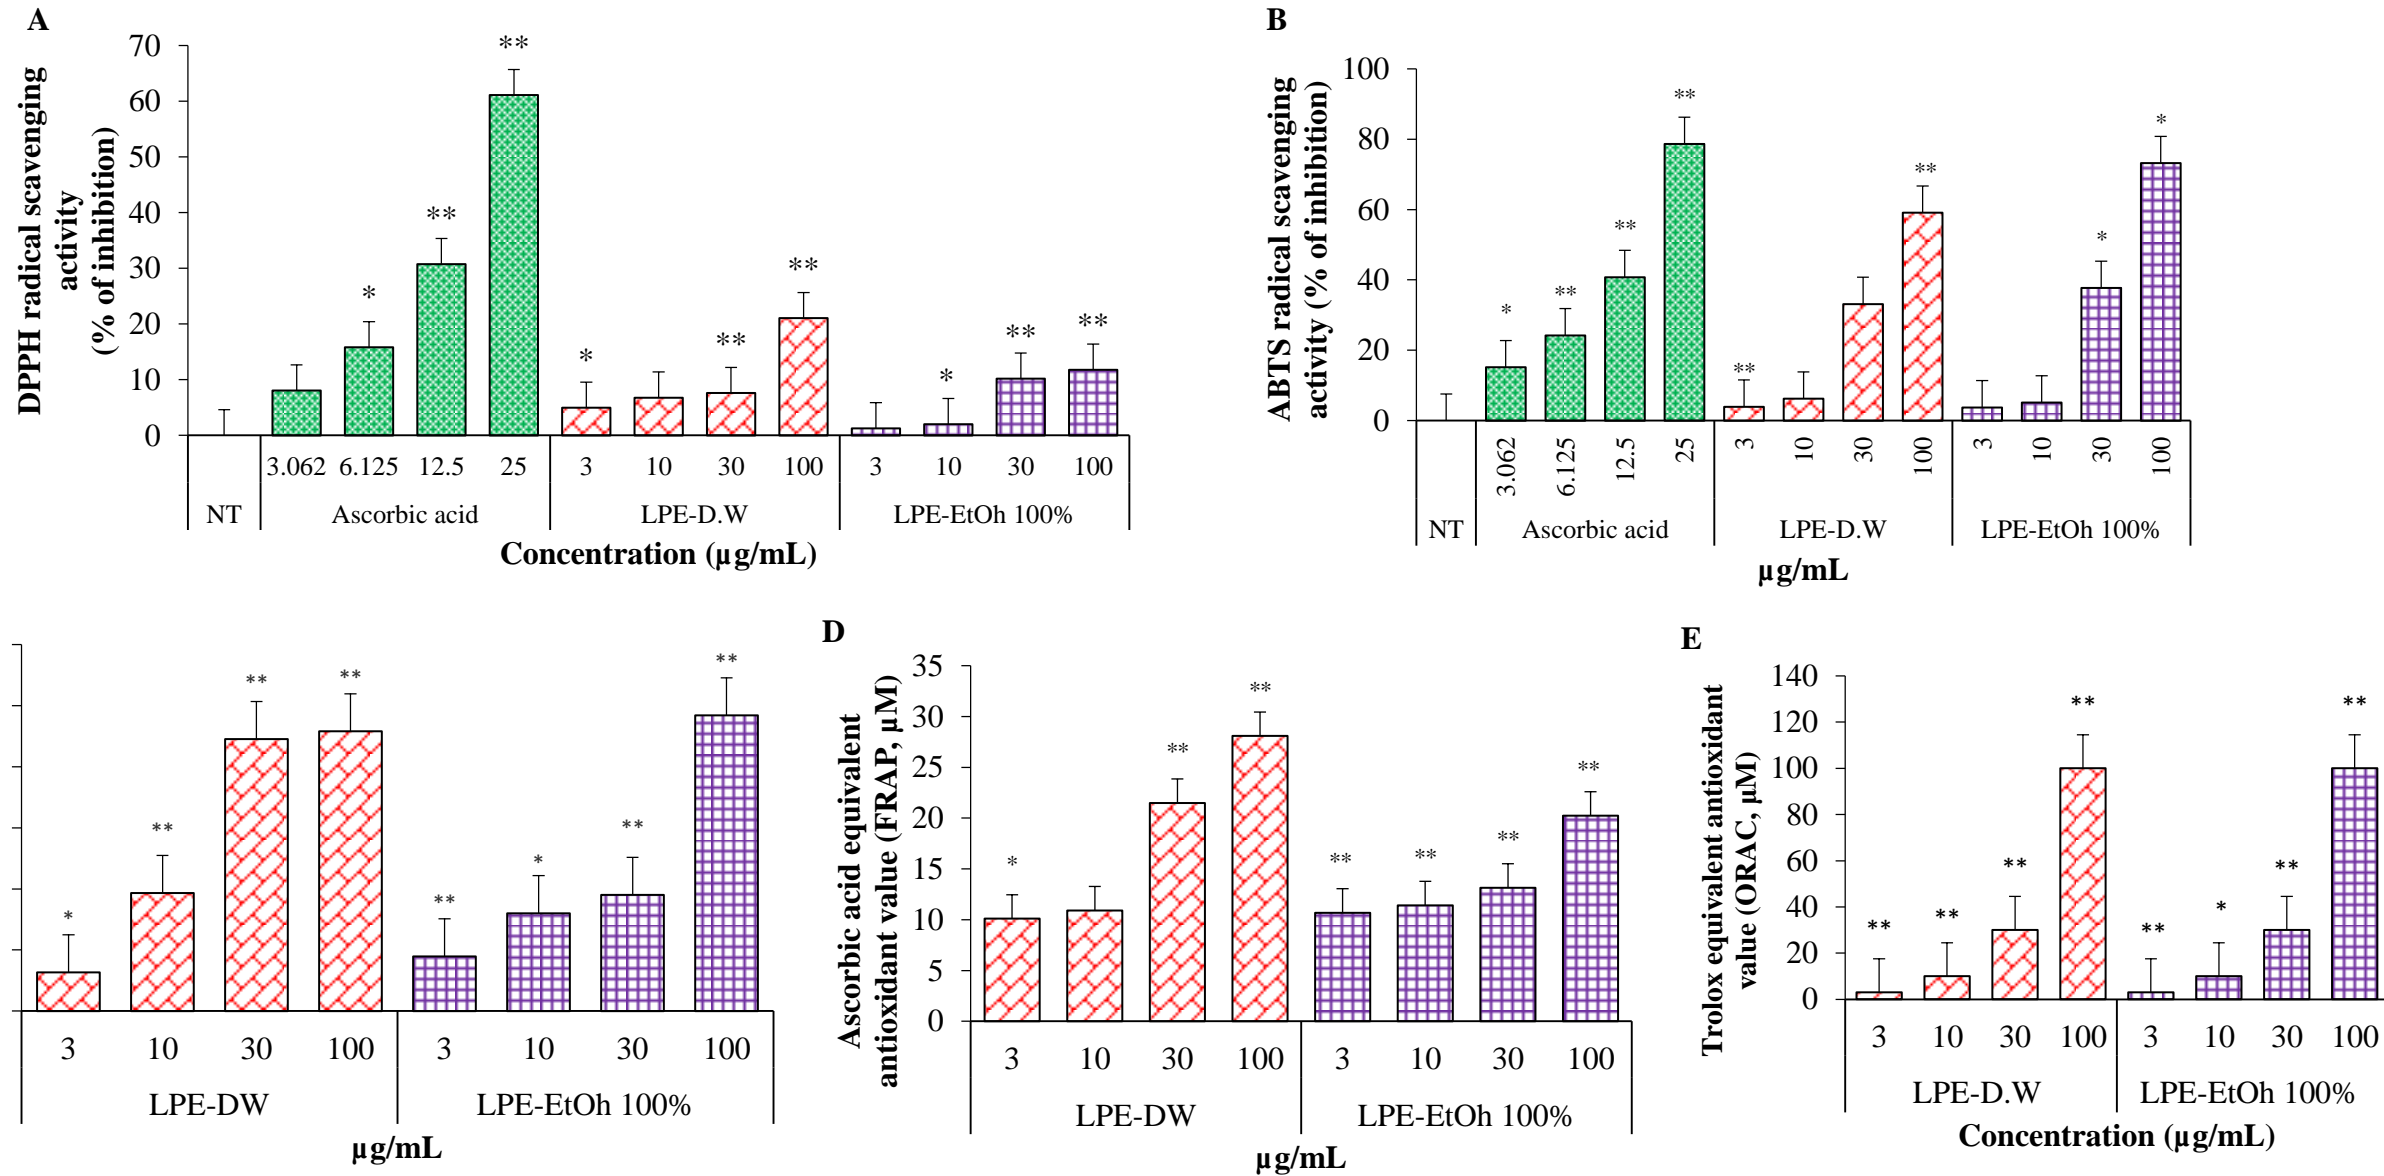 A
DPPH radical scavenging
activity
(% of inhibition)
70
60
50
40
30
20
10
0
**
**
*
**
*
**
**
**
*
3.062 6.125 12.5 25 3 10 30 100 3 10 30 100
NT Ascorbic acid LPE-D.W LPE-EtOh 100%
Concentration (µg/mL)
B
ABTS radical scavenging
activity (% of inhibition)
100
80
60
40
20
0
*
**
**
**
**
**
*
*
3.062 6.125 12.5 25 3 10 30 100 3 10 30 100
NT Ascorbic acid LPE-D.W LPE-EtOh 100%
µg/mL
*
**
**
**
**
*
**
**
3 10 30 100 3 10 30 100
LPE-DW LPE-EtOh 100%
µg/mL
D
Ascorbic acid equivalent
antioxidant value (FRAP, µM)
35
30
25
20
15
10
5
0
*
**
**
**
**
**
**
3 10 30 100 3 10 30 100
LPE-DW LPE-EtOh 100%
µg/mL
E
Trolox equivalent antioxidant
value (ORAC, µM)
140
120
100
80
60
40
20
0
**
**
**
**
**
*
**
**
3 10 30 100 3 10 30 100
LPE-D.W LPE-EtOh 100%
Concentration (µg/mL)